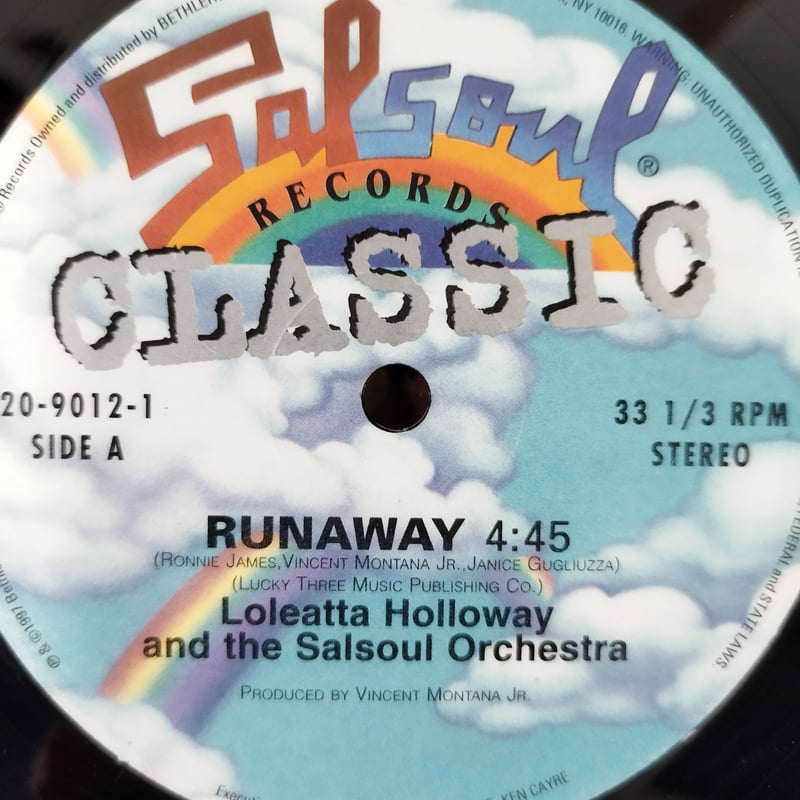 Records Owned and distributed by BETHLEHEM
NY 10016. WARNING: UNAUTHORIZED DUPLICATION
Salsoul®
RECORDS
CLASSIC
20-9012-1
SIDE A
33 1/3 RPM
STEREO
RUNAWAY 4:45
(RONNIE JAMES,VINCENT MONTANA JR.,JANICE GUGLIUZZA)
(LUCKY THREE MUSIC PUBLISHING CO.)
Loleatta Holloway
and the Salsoul Orchestra
PRODUCED BY VINCENT MONTANA JR.
℗ & ©1997
FEDERAL and STATE LAWS.
KEN CAYRE